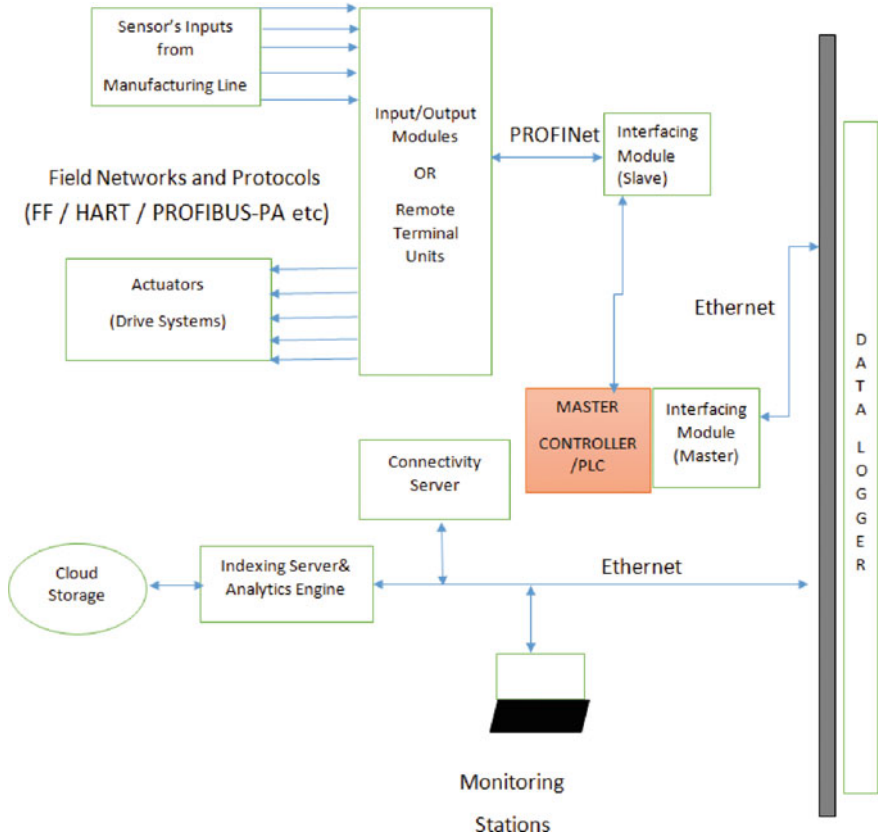 Sensor's Inputs
from
Manufacturing Line
Input/Output
Modules
OR
Remote
Terminal
Units
PROFINet
Interfacing
Module
(Slave)
Field Networks and Protocols
(FF / HART / PROFIBUS-PA etc)
Actuators
(Drive Systems)
Ethernet
MASTER
CONTROLLER
/PLC
Interfacing
Module
(Master)
DATA LOGGER
Connectivity
Server
Cloud
Storage
Indexing Server&
Analytics Engine
Ethernet
Monitoring
Stations